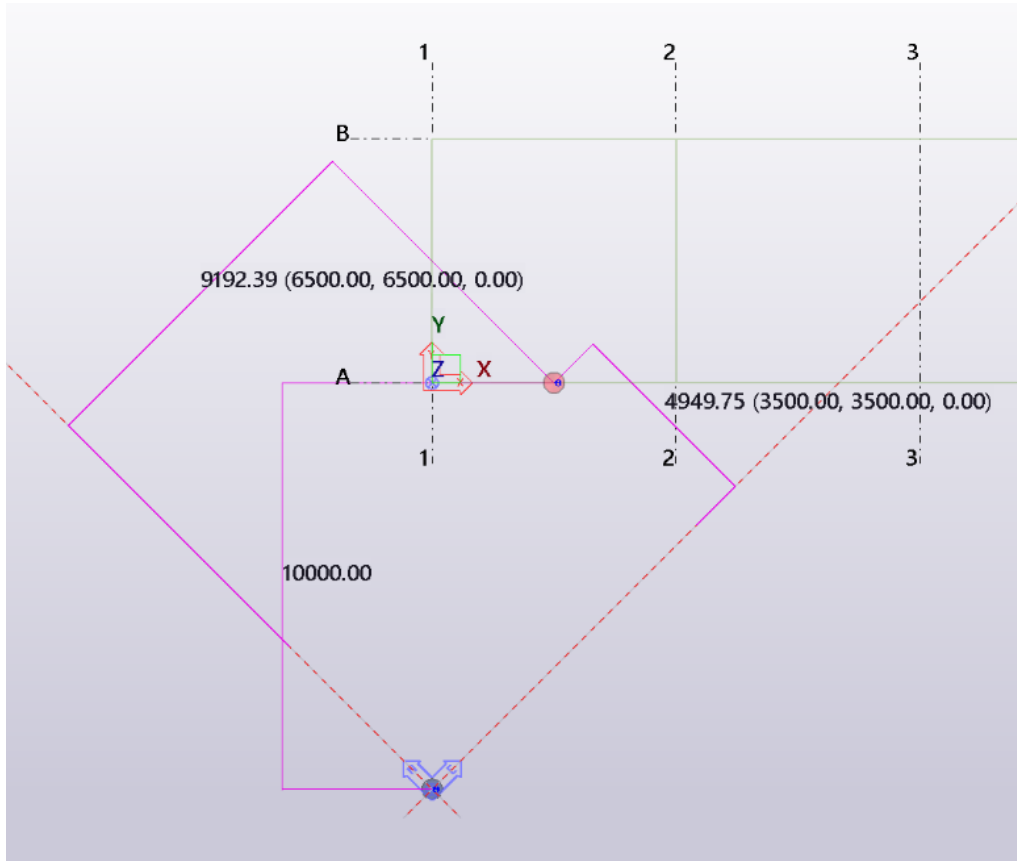 1 2 3
B
9192.39 (6500.00, 6500.00, 0.00)
Y
Z X
A
4949.75 (3500.00, 3500.00, 0.00)
1 2 3
10000.00
N E